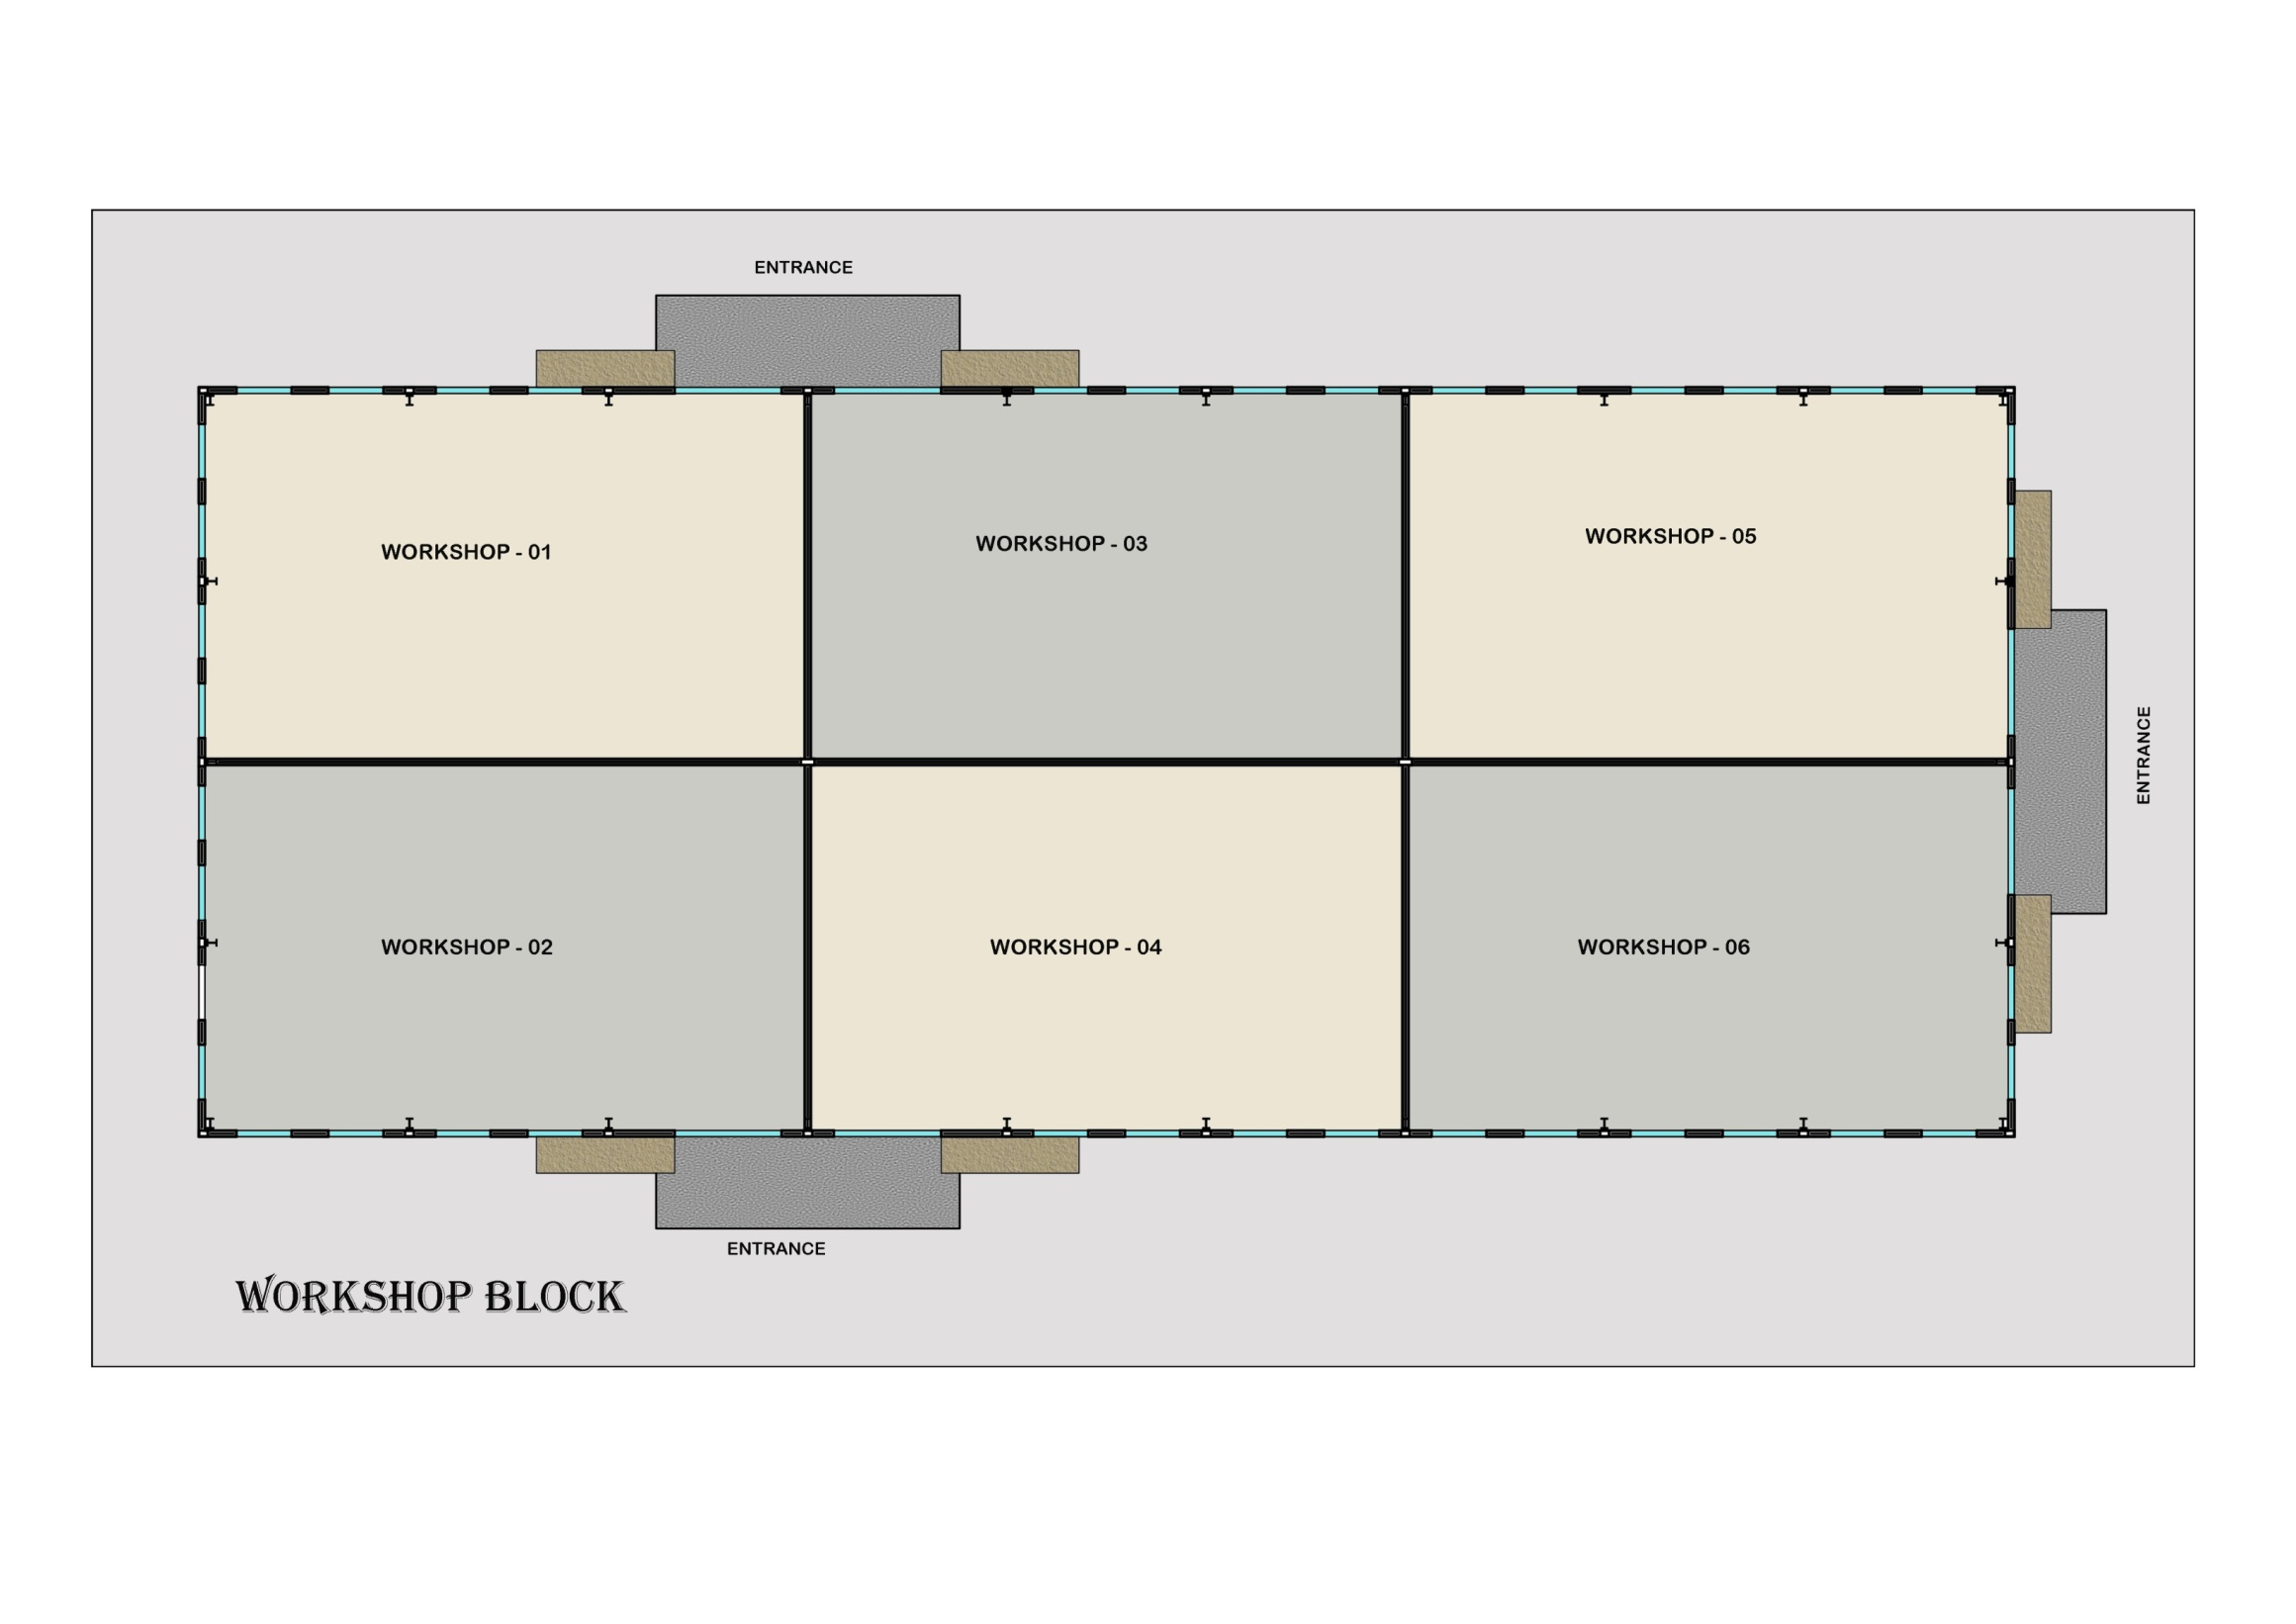 ENTRANCE
WORKSHOP - 01
WORKSHOP - 03
WORKSHOP - 05
ENTRANCE
WORKSHOP - 02
WORKSHOP - 04
WORKSHOP - 06
ENTRANCE
WORKSHOP BLOCK